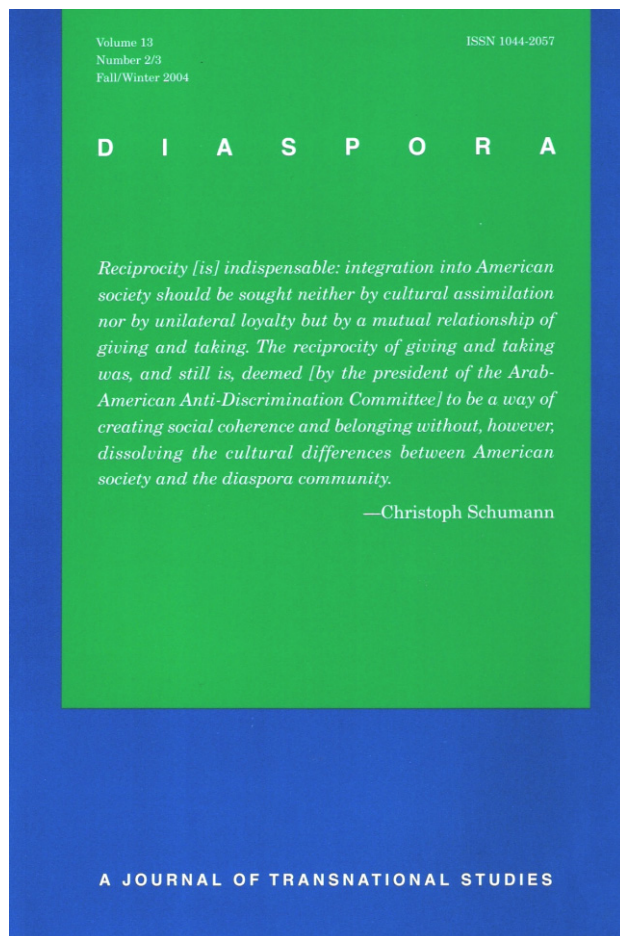 Volume 13
ISSN 1044-2057
Number 2/3
Fall/Winter 2004
DIASPORA
Reciprocity [is] indispensable: integration into American
society should be sought neither by cultural assimilation
nor by unilateral loyalty but by a mutual relationship of
giving and taking. The reciprocity of giving and taking
was, and still is, deemed [by the president of the Arab-
American Anti-Discrimination Committee] to be a way of
creating social coherence and belonging without, however,
dissolving the cultural differences between American
society and the diaspora community.
—Christoph Schumann
A JOURNAL OF TRANSNATIONAL STUDIES